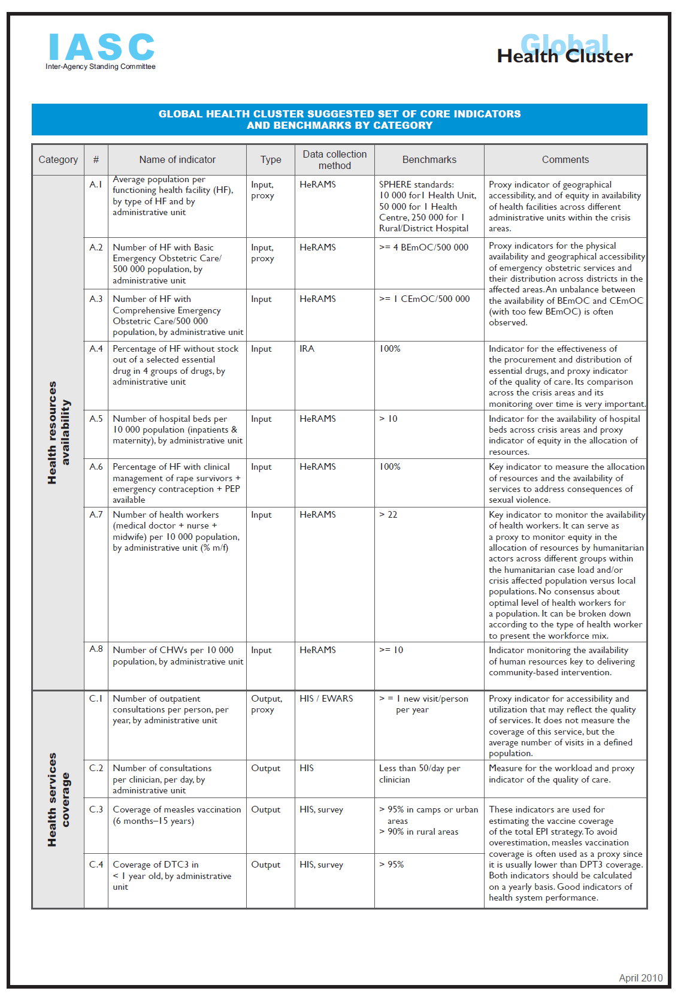 IASC
Inter-Agency Standing Committee
Global
Health Cluster
GLOBAL HEALTH CLUSTER SUGGESTED SET OF CORE INDICATORS
AND BENCHMARKS BY CATEGORY
Category
#
Name of indicator
Type
Data collection
method
Benchmarks
Comments
Health resources
availability
A.1
Average population per
functioning health facility (HF),
by type of HF and by
administrative unit
Input,
proxy
HeRAMS
SPHERE standards:
10 000 for1 Health Unit,
50 000 for 1 Health
Centre, 250 000 for 1
Rural/District Hospital
Proxy indicator of geographical
accessibility, and of equity in availability
of health facilities across different
administrative units within the crisis
areas.
A.2
Number of HF with Basic
Emergency Obstetric Care/
500 000 population, by
administrative unit
Input,
proxy
HeRAMS
>= 4 BEmOC/500 000
Proxy indicators for the physical
availability and geographical accessibility
of emergency obstetric services and
their distribution across districts in the
affected areas. An unbalance between
the availability of BEmOC and CEmOC
(with too few BEmOC) is often
observed.
A.3
Number of HF with
Comprehensive Emergency
Obstetric Care/500 000
population, by administrative unit
Input
HeRAMS
>= 1 CEmOC/500 000
A.4
Percentage of HF without stock
out of a selected essential
drug in 4 groups of drugs, by
administrative unit
Input
IRA
100%
Indicator for the effectiveness of
the procurement and distribution of
essential drugs, and proxy indicator
of the quality of care. Its comparison
across the crisis areas and its
monitoring over time is very important.
A.5
Number of hospital beds per
10 000 population (inpatients &
maternity), by administrative unit
Input
HeRAMS
> 10
Indicator for the availability of hospital
beds across crisis areas and proxy
indicator of equity in the allocation of
resources.
A.6
Percentage of HF with clinical
management of rape survivors +
emergency contraception + PEP
available
Input
HeRAMS
100%
Key indicator to measure the allocation
of resources and the availability of
services to address consequences of
sexual violence.
A.7
Number of health workers
(medical doctor + nurse +
midwife) per 10 000 population,
by administrative unit (% m/f)
Input
HeRAMS
> 22
Key indicator to monitor the availability
of health workers. It can serve as
a proxy to monitor equity in the
allocation of resources by humanitarian
actors across different groups within
the humanitarian case load and/or
crisis affected population versus local
populations. No consensus about
optimal level of health workers for
a population. It can be broken down
according to the type of health worker
to present the workforce mix.
A.8
Number of CHWs per 10 000
population, by administrative unit
Input
HeRAMS
>= 10
Indicator monitoring the availability
of human resources key to delivering
community-based intervention.
Health services
coverage
C.1
Number of outpatient
consultations per person, per
year, by administrative unit
Output,
proxy
HIS / EWARS
> = 1 new visit/person
per year
Proxy indicator for accessibility and
utilization that may reflect the quality
of services. It does not measure the
coverage of this service, but the
average number of visits in a defined
population.
C.2
Number of consultations
per clinician, per day, by
administrative unit
Output
HIS
Less than 50/day per
clinician
Measure for the workload and proxy
indicator of the quality of care.
C.3
Coverage of measles vaccination
(6 months–15 years)
Output
HIS, survey
> 95% in camps or urban
areas
> 90% in rural areas
These indicators are used for
estimating the vaccine coverage
of the total EPI strategy. To avoid
overestimation, measles vaccination
coverage is often used as a proxy since
it is usually lower than DPT3 coverage.
Both indicators should be calculated
on a yearly basis. Good indicators of
health system performance.
C.4
Coverage of DTC3 in
< 1 year old, by administrative
unit
Output
HIS, survey
> 95%
April 2010